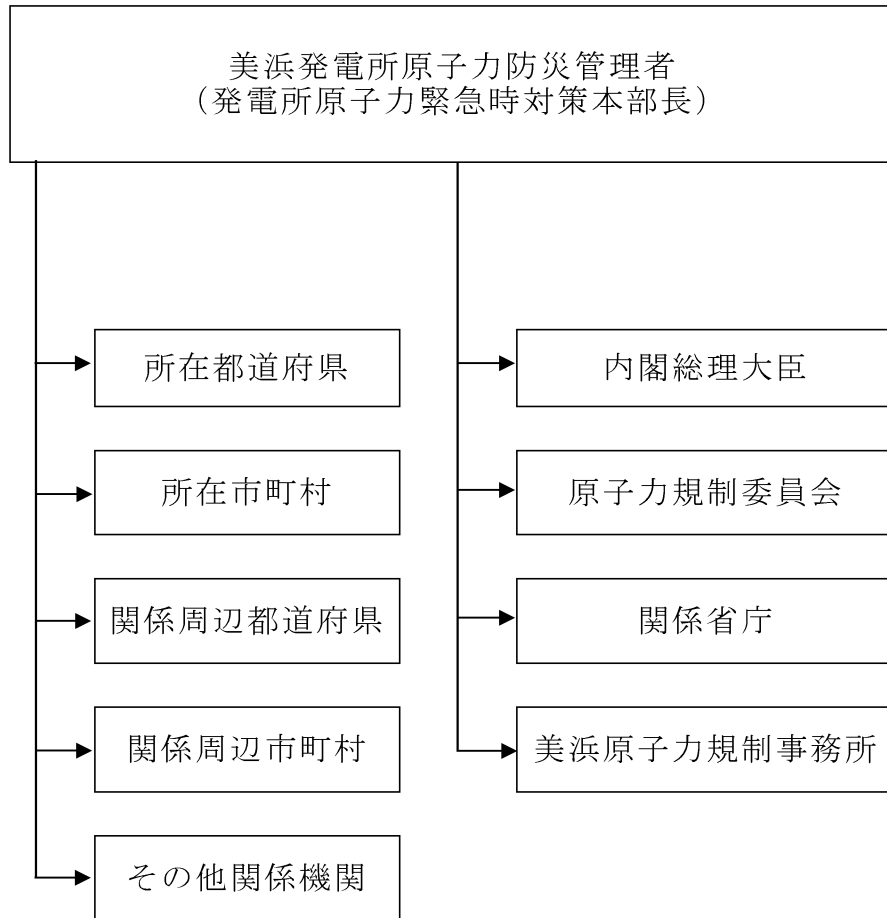 美浜発電所原子力防災管理者
（発電所原子力緊急時対策本部長）
所在都道府県
所在市町村
関係周辺都道府県
関係周辺市町村
その他関係機関
内閣総理大臣
原子力規制委員会
関係省庁
美浜原子力規制事務所